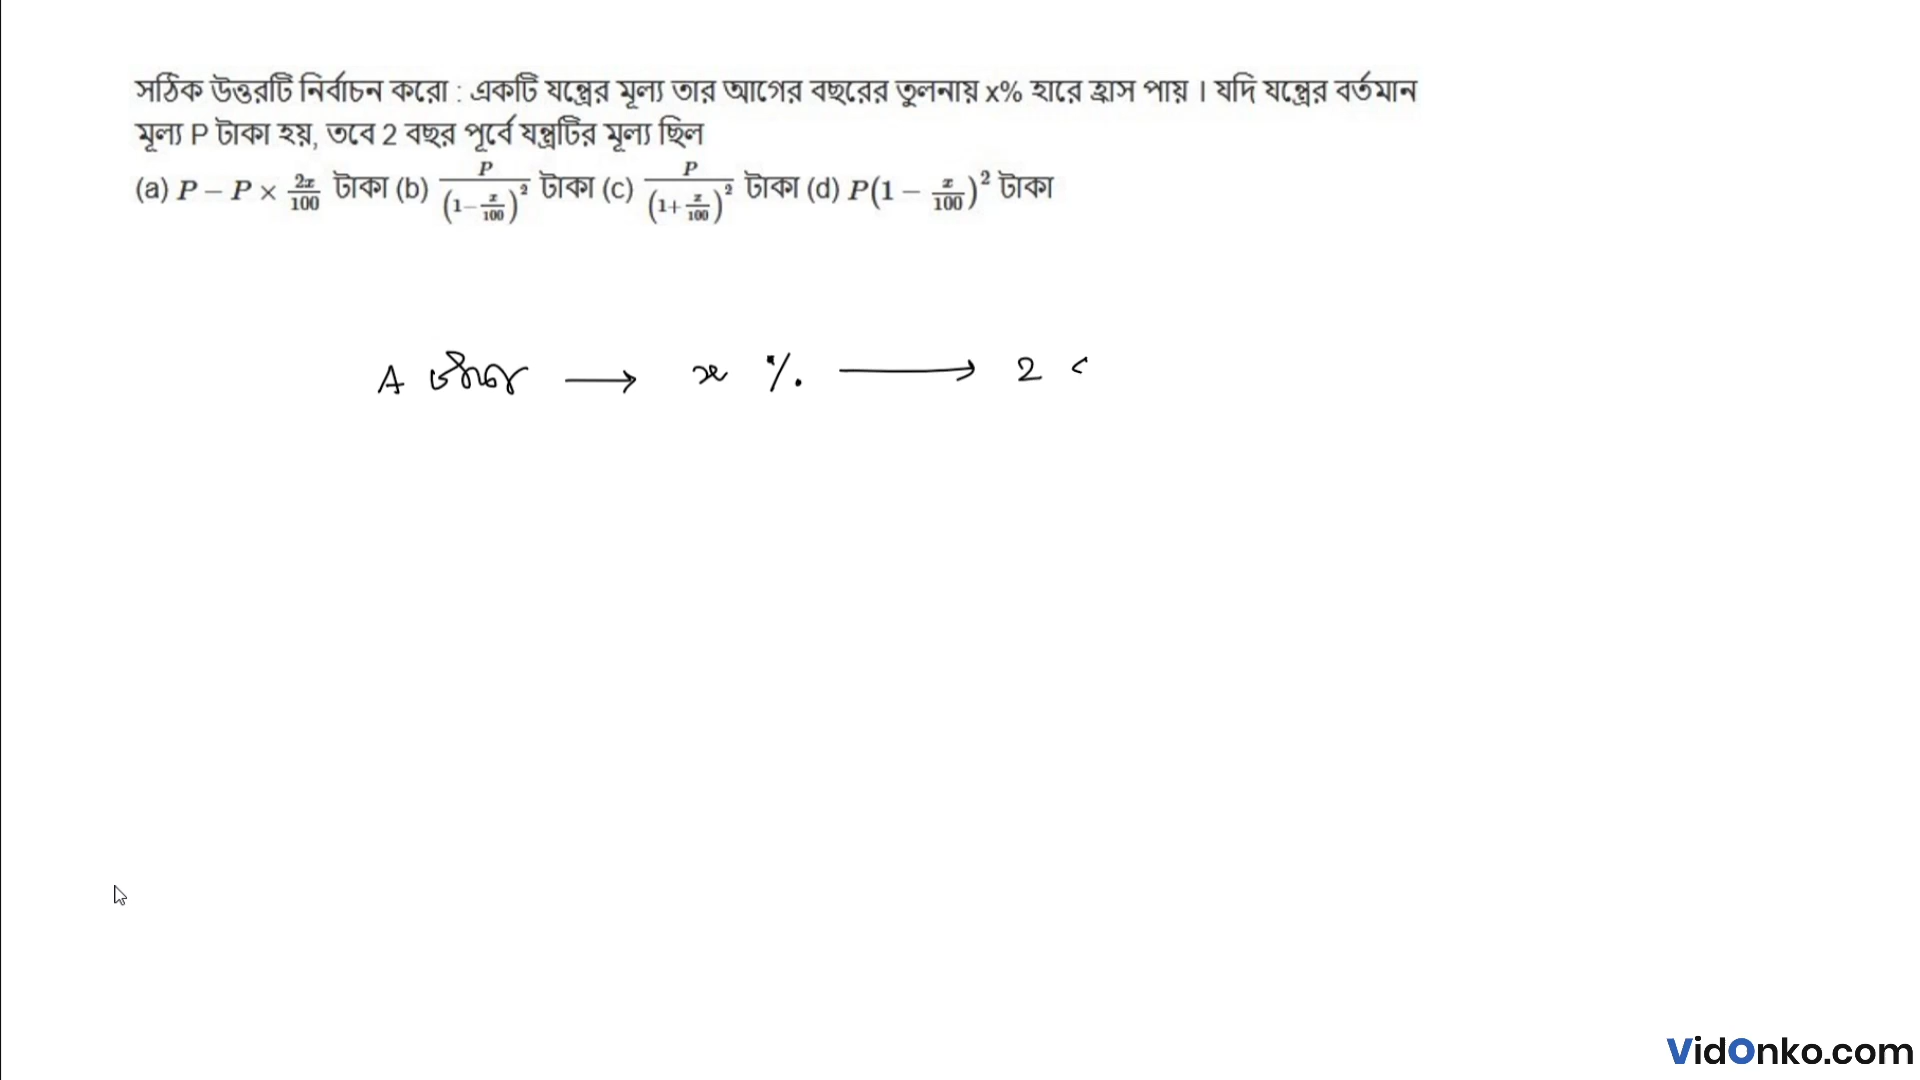 সঠিক উত্তরটি নির্বাচন করো : একটি যন্ত্রের মূল্য তার আগের বছরের তুলনায় x% হারে হ্রাস পায় । যদি যন্ত্রের বর্তমান
মূল্য P টাকা হয়, তবে 2 বছর পূর্বে যন্ত্রটির মূল্য ছিল
(a) P − P × 2x/100 টাকা (b) P/(1−x/100)² টাকা (c) P/(1+x/100)² টাকা (d) P(1 − x/100)² টাকা
A → x % → 2
VidOnko.com